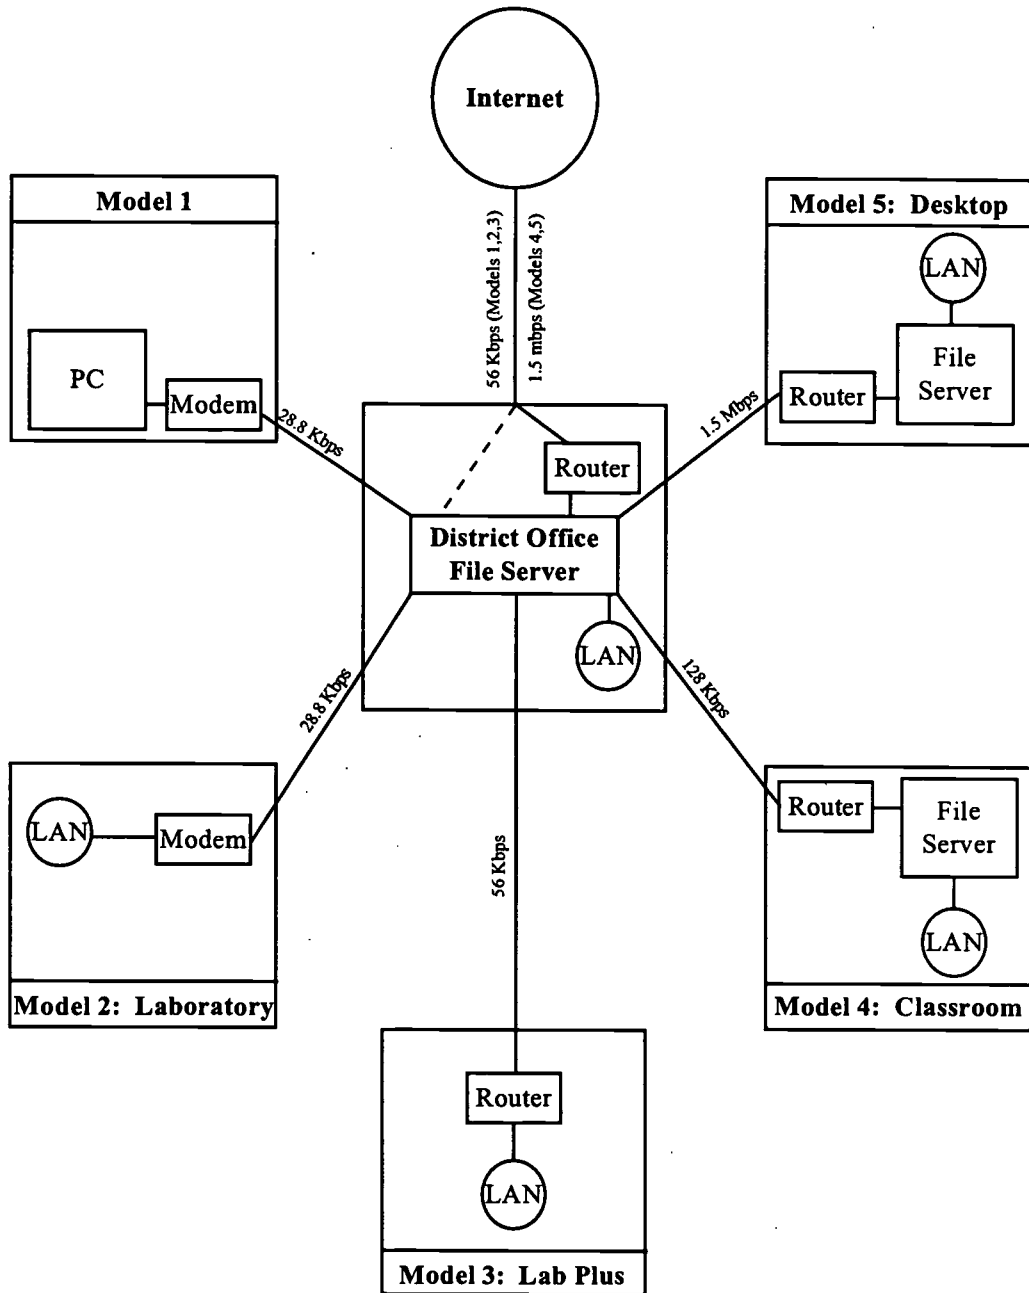 Internet
56 Kbps (Models 1,2,3)
1.5 mbps (Models 4,5)
Model 1
PC
Modem
28.8 Kbps
Model 5: Desktop
LAN
File
Server
Router
1.5 Mbps
Router
District Office
File Server
LAN
28.8 Kbps
LAN
Modem
Model 2: Laboratory
56 Kbps
128 Kbps
Router
File
Server
LAN
Model 4: Classroom
Router
LAN
Model 3: Lab Plus